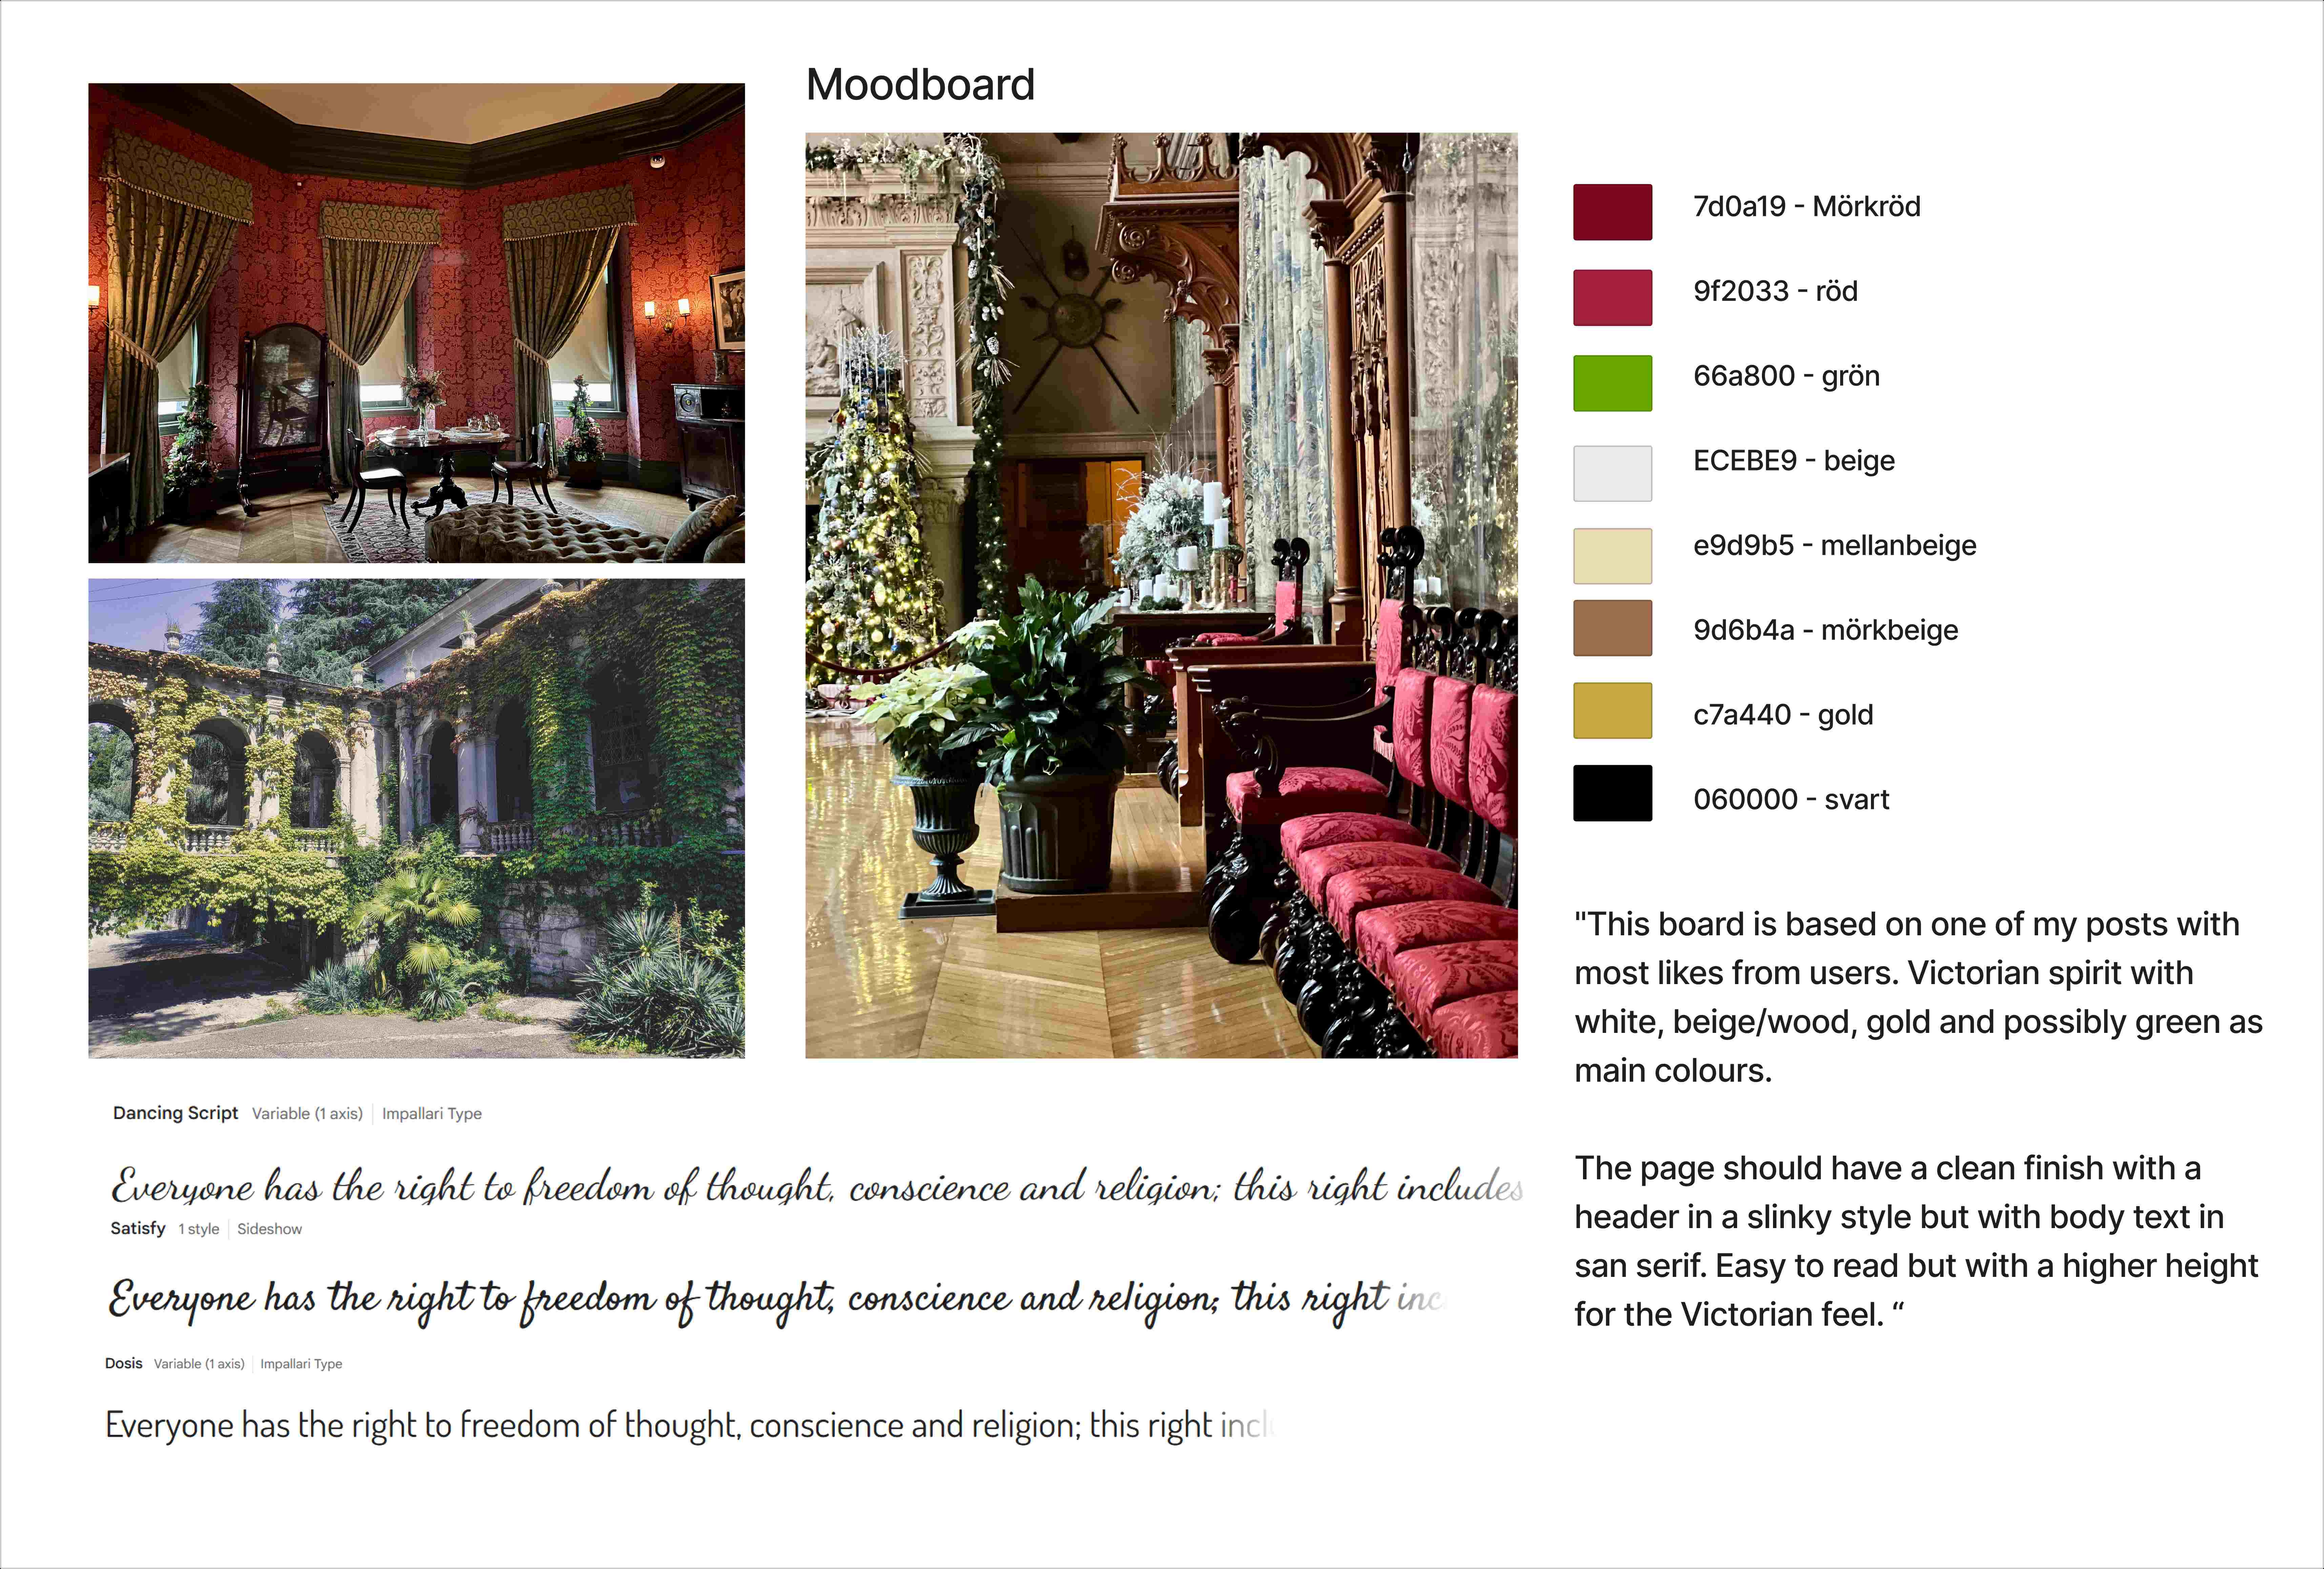 Moodboard
7d0a19 - Mörkröd
9f2033 - röd
66a800 - grön
ECEBE9 - beige
e9d9b5 - mellanbeige
9d6b4a - mörkbeige
c7a440 - gold
060000 - svart
"This board is based on one of my posts with
most likes from users. Victorian spirit with
white, beige/wood, gold and possibly green as
main colours.
The page should have a clean finish with a
header in a slinky style but with body text in
san serif. Easy to read but with a higher height
for the Victorian feel. “
Dancing Script Variable (1 axis) | Impallari Type
Everyone has the right to freedom of thought, conscience and religion; this right includes
Satisfy 1 style | Sideshow
Everyone has the right to freedom of thought, conscience and religion; this right inc
Dosis Variable (1 axis) | Impallari Type
Everyone has the right to freedom of thought, conscience and religion; this right incl